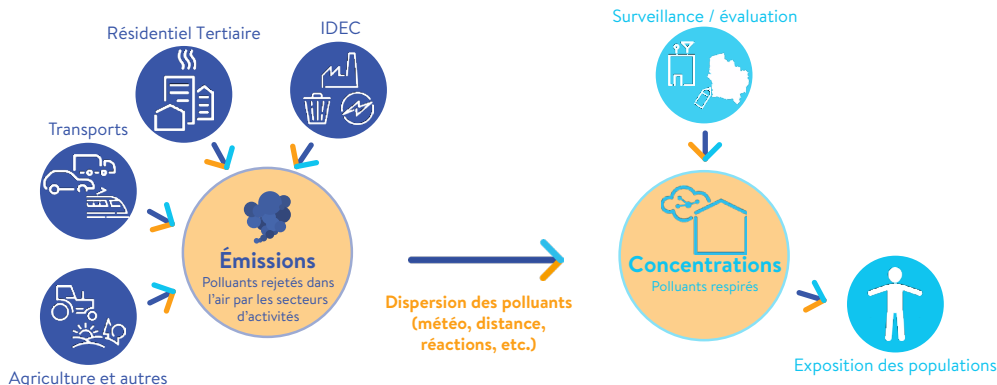 Surveillance / évaluation
Résidentiel Tertiaire
IDEC
Transports
Émissions
Polluants rejetés dans
l'air par les secteurs
d'activités
Agriculture et autres
Dispersion des polluants
(météo, distance,
réactions, etc.)
Concentrations
Polluants respirés
Exposition des populations